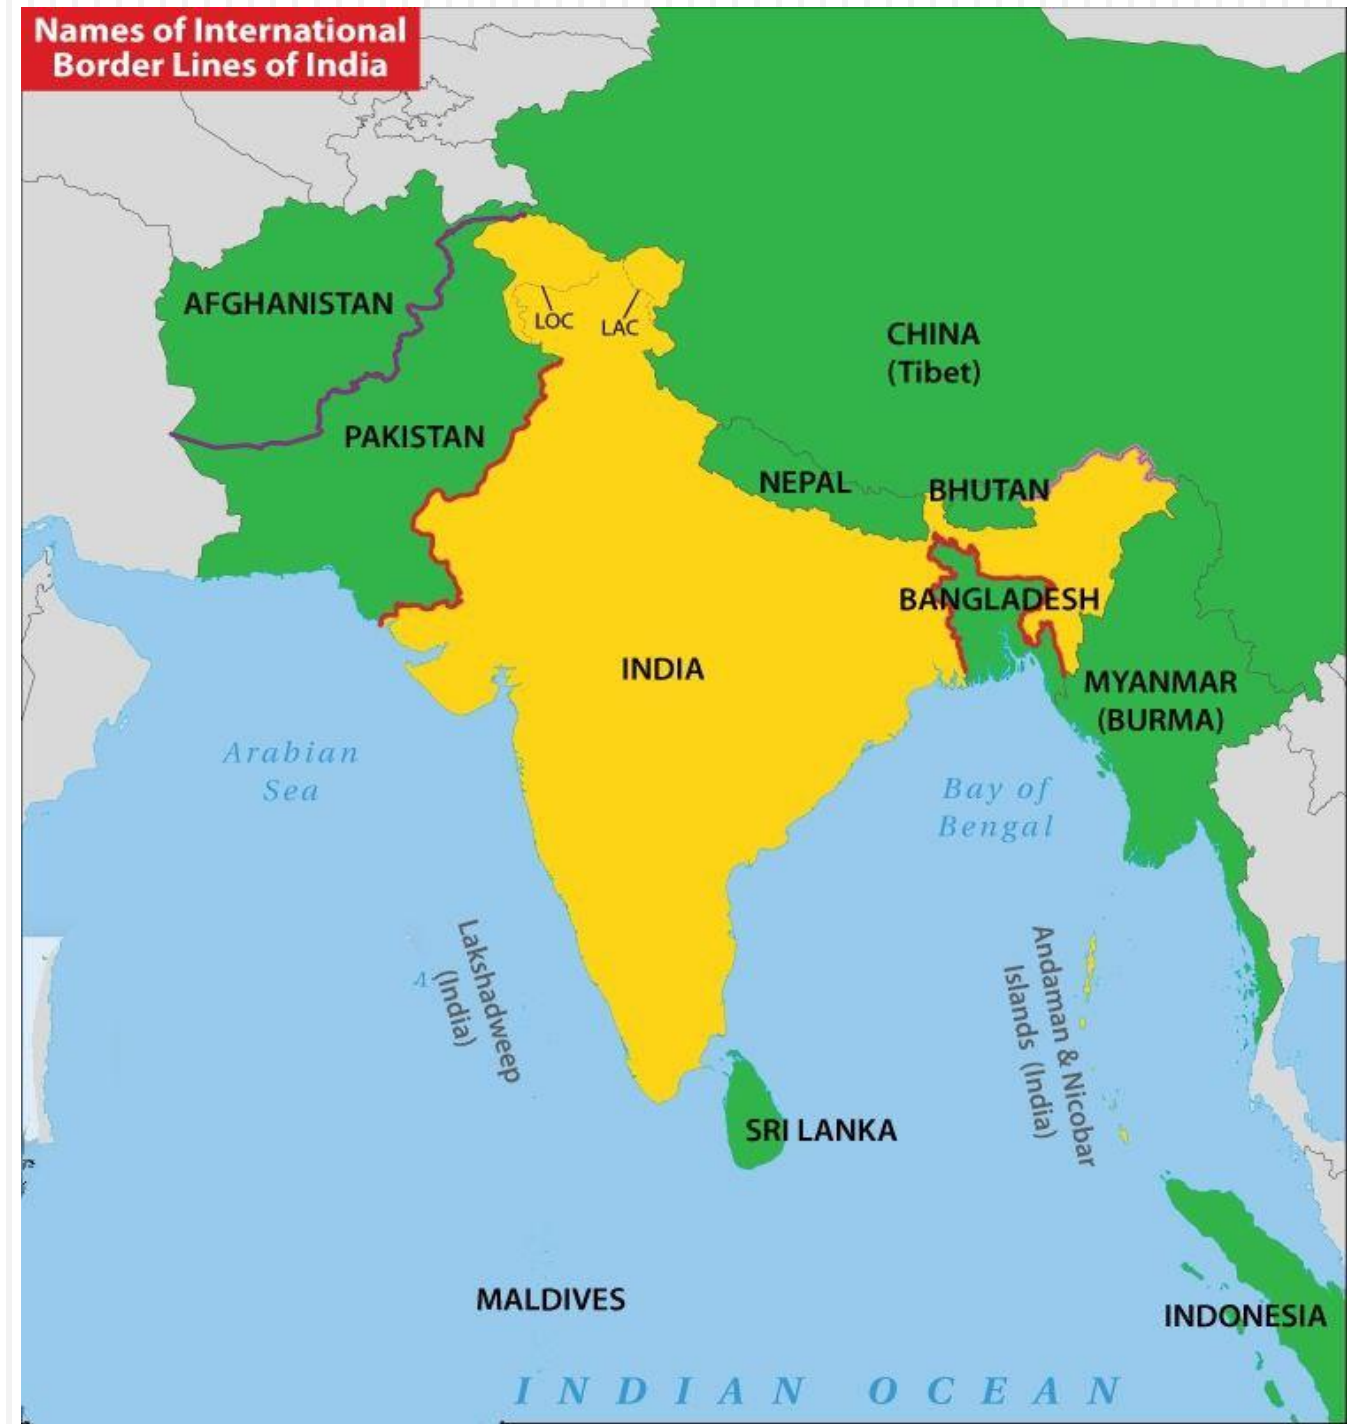 Names of International
Border Lines of India
AFGHANISTAN
LOC
LAC
CHINA
(Tibet)
PAKISTAN
NEPAL
BHUTAN
BANGLADESH
INDIA
MYANMAR
(BURMA)
Arabian
Sea
Bay of
Bengal
Lakshadweep
(India)
Andaman & Nicobar
Islands (India)
SRI LANKA
MALDIVES
INDONESIA
INDIAN OCEAN